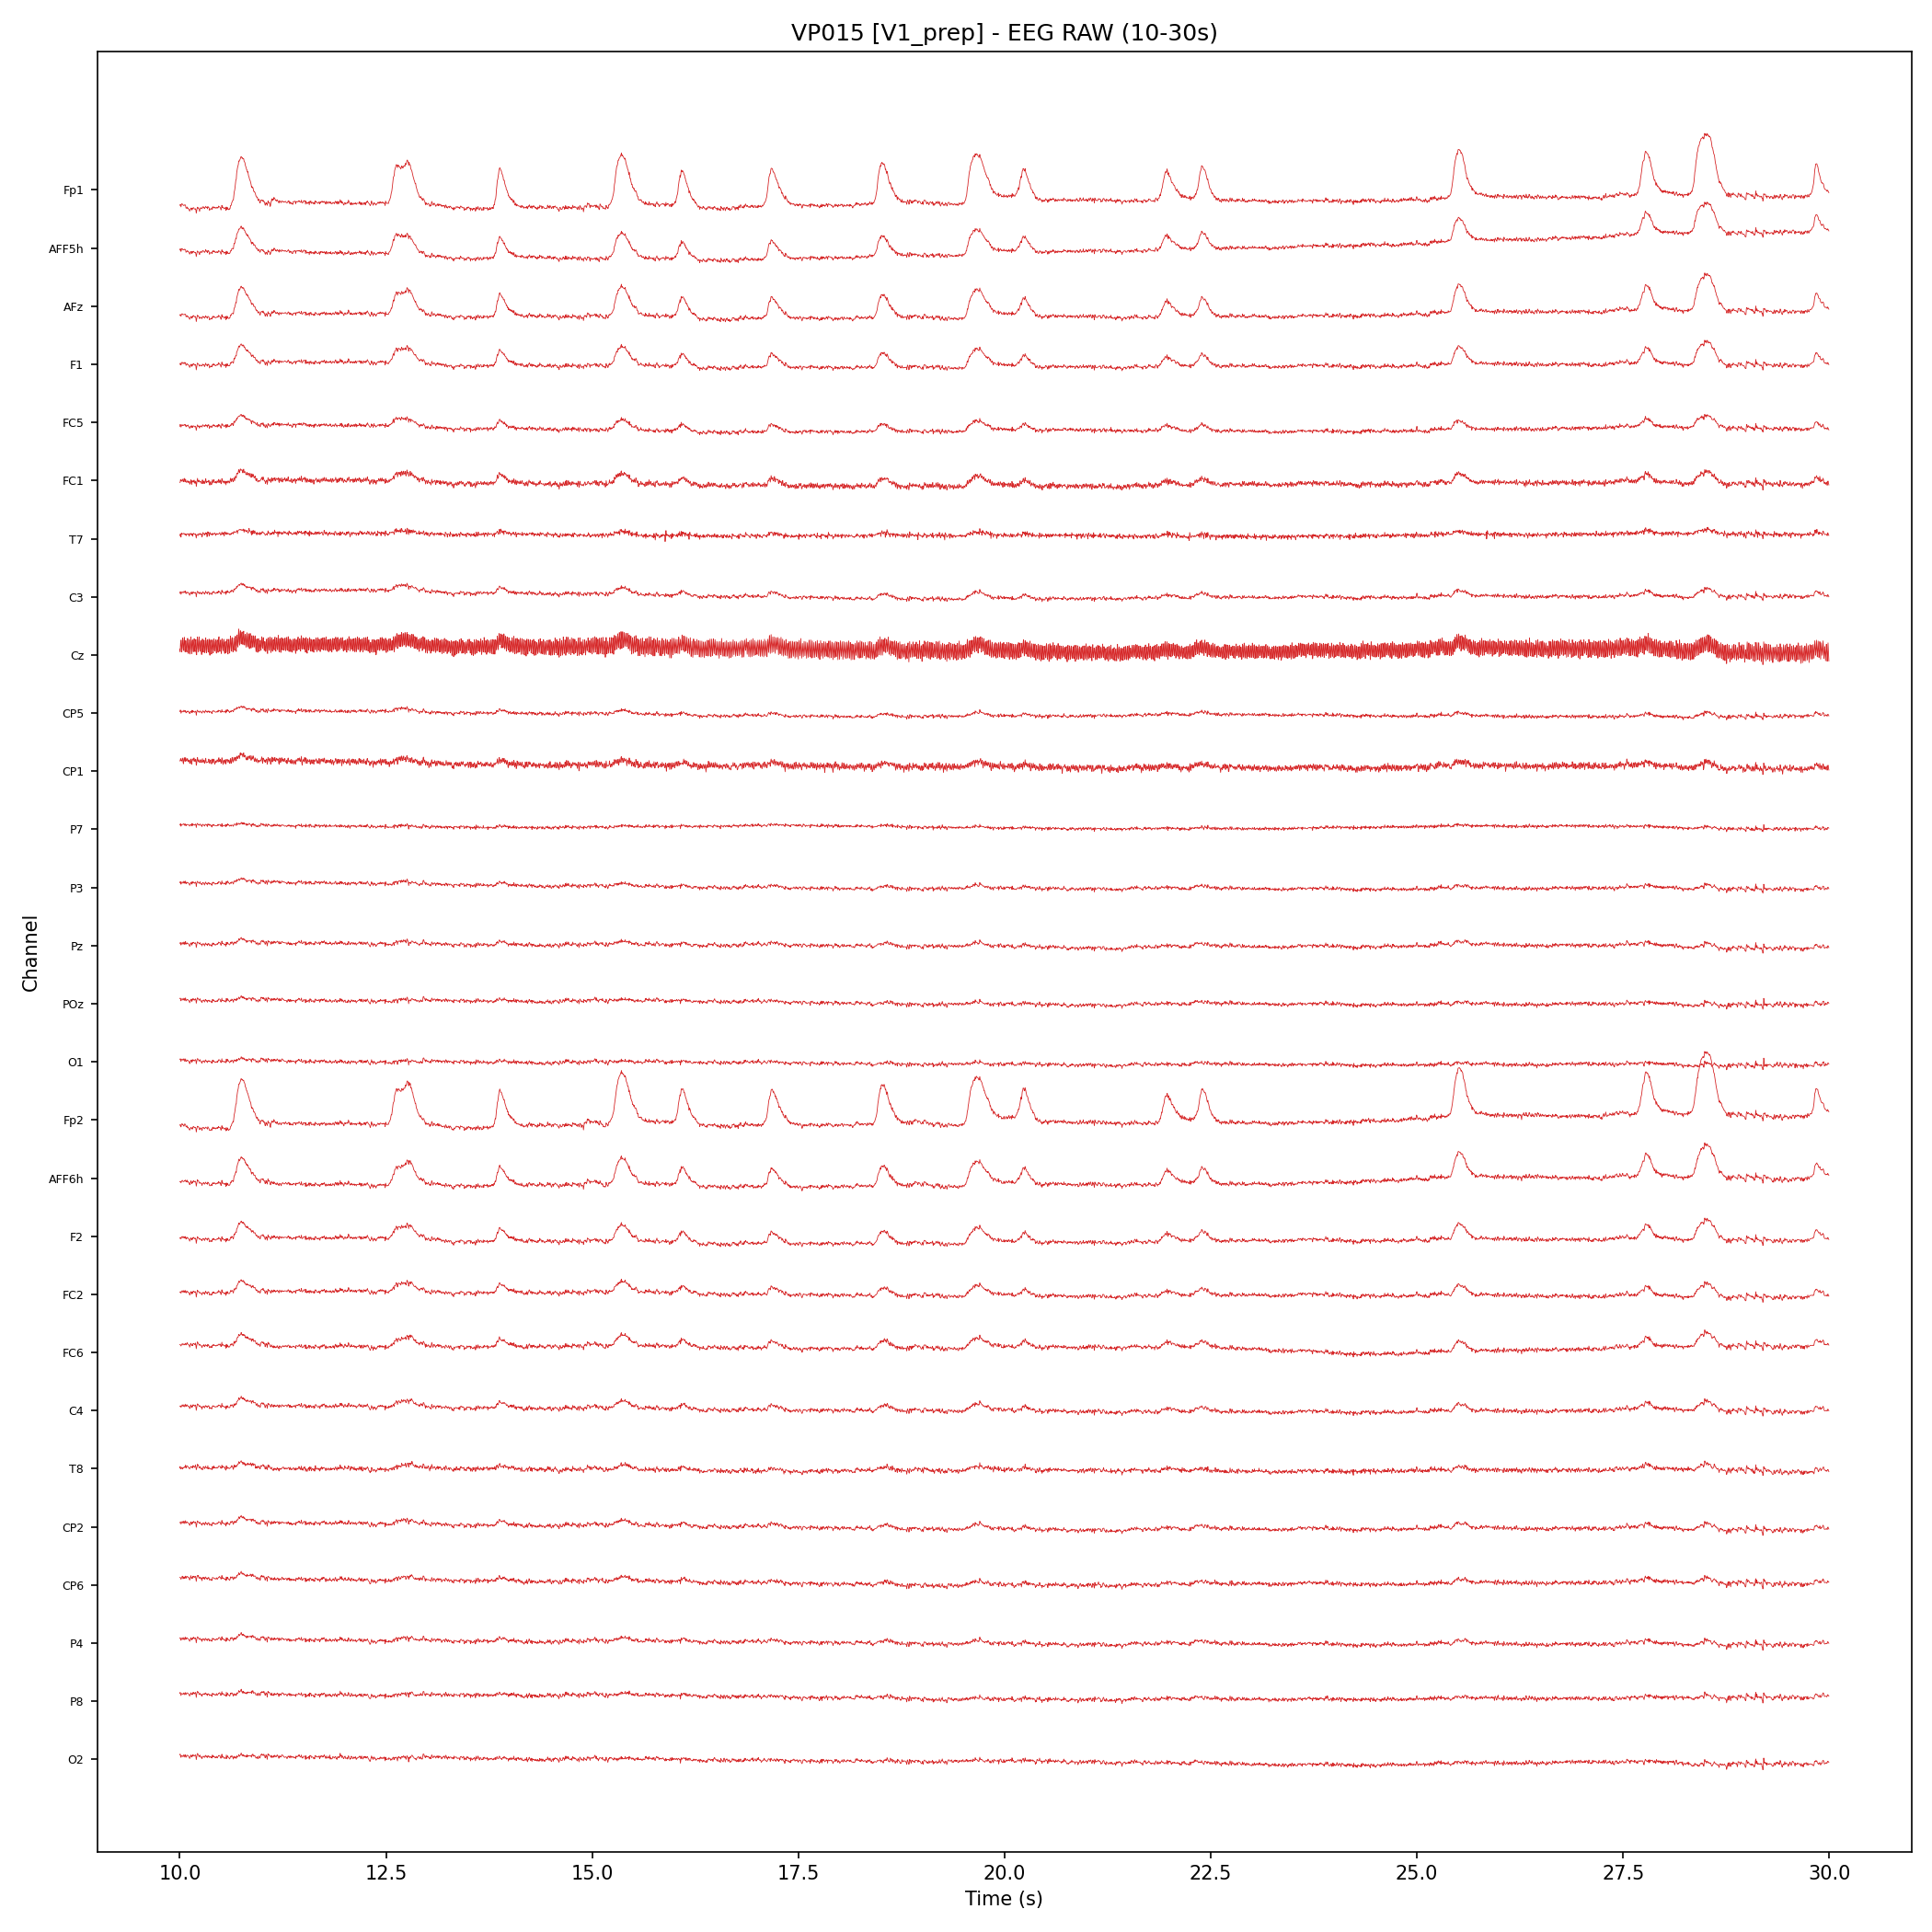 VP015 [V1_prep] - EEG RAW (10-30s)
Fp1
AFF5h
AFz
F1
FC5
FC1
T7
C3
Cz
CP5
CP1
P7
P3
Pz
POz
O1
Fp2
AFF6h
F2
FC2
FC6
C4
T8
CP2
CP6
P4
P8
O2
Channel
10.0 12.5 15.0 17.5 20.0 22.5 25.0 27.5 30.0
Time (s)